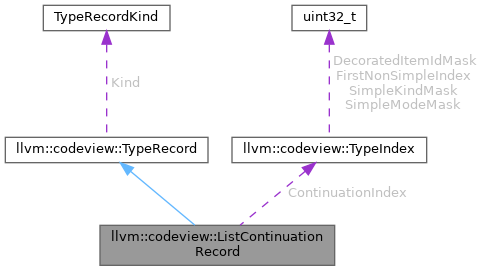 TypeRecordKind
uint32_t
Kind
DecoratedItemIdMask
FirstNonSimpleIndex
SimpleKindMask
SimpleModeMask
llvm::codeview::TypeRecord
llvm::codeview::TypeIndex
ContinuationIndex
llvm::codeview::ListContinuation
Record